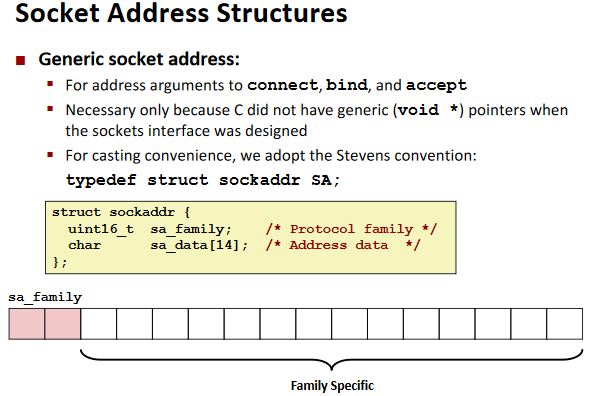 Socket Address Structures
Generic socket address:
For address arguments to connect, bind, and accept
Necessary only because C did not have generic (void *) pointers when
the sockets interface was designed
For casting convenience, we adopt the Stevens convention:
typedef struct sockaddr SA;
struct sockaddr {
  uint16_t  sa_family;    /* Protocol family */
  char      sa_data[14];  /* Address data  */
};
sa_family
Family Specific